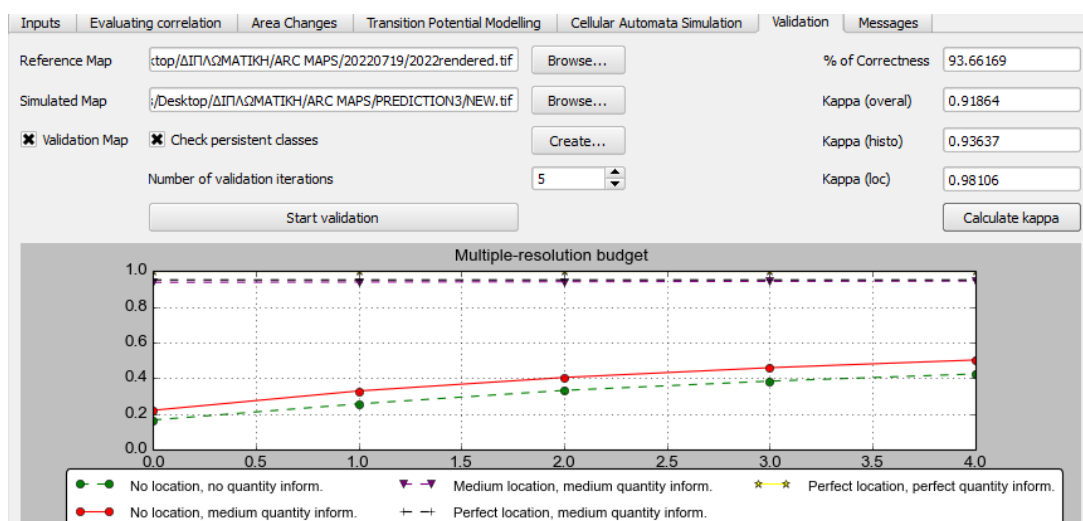 Inputs Evaluating correlation Area Changes Transition Potential Modelling Cellular Automata Simulation Validation Messages
Reference Map ktop/ΔΙΠΛΩΜΑΤΙΚΗ/ARC MAPS/20220719/2022rendered.tif Browse... % of Correctness 93.66169
Simulated Map :/Desktop/ΔΙΠΛΩΜΑΤΙΚΗ/ARC MAPS/PREDICTION3/NEW.tif Browse... Kappa (overal) 0.91864
Validation Map Check persistent classes Create... Kappa (histo) 0.93637
Number of validation iterations 5 Kappa (loc) 0.98106
Start validation Calculate kappa
Multiple-resolution budget
1.0
0.8
0.6
0.4
0.2
0.0
0.0 0.5 1.0 1.5 2.0 2.5 3.0 3.5 4.0
No location, no quantity inform. Medium location, medium quantity inform. Perfect location, perfect quantity inform.
No location, medium quantity inform. Perfect location, medium quantity inform.